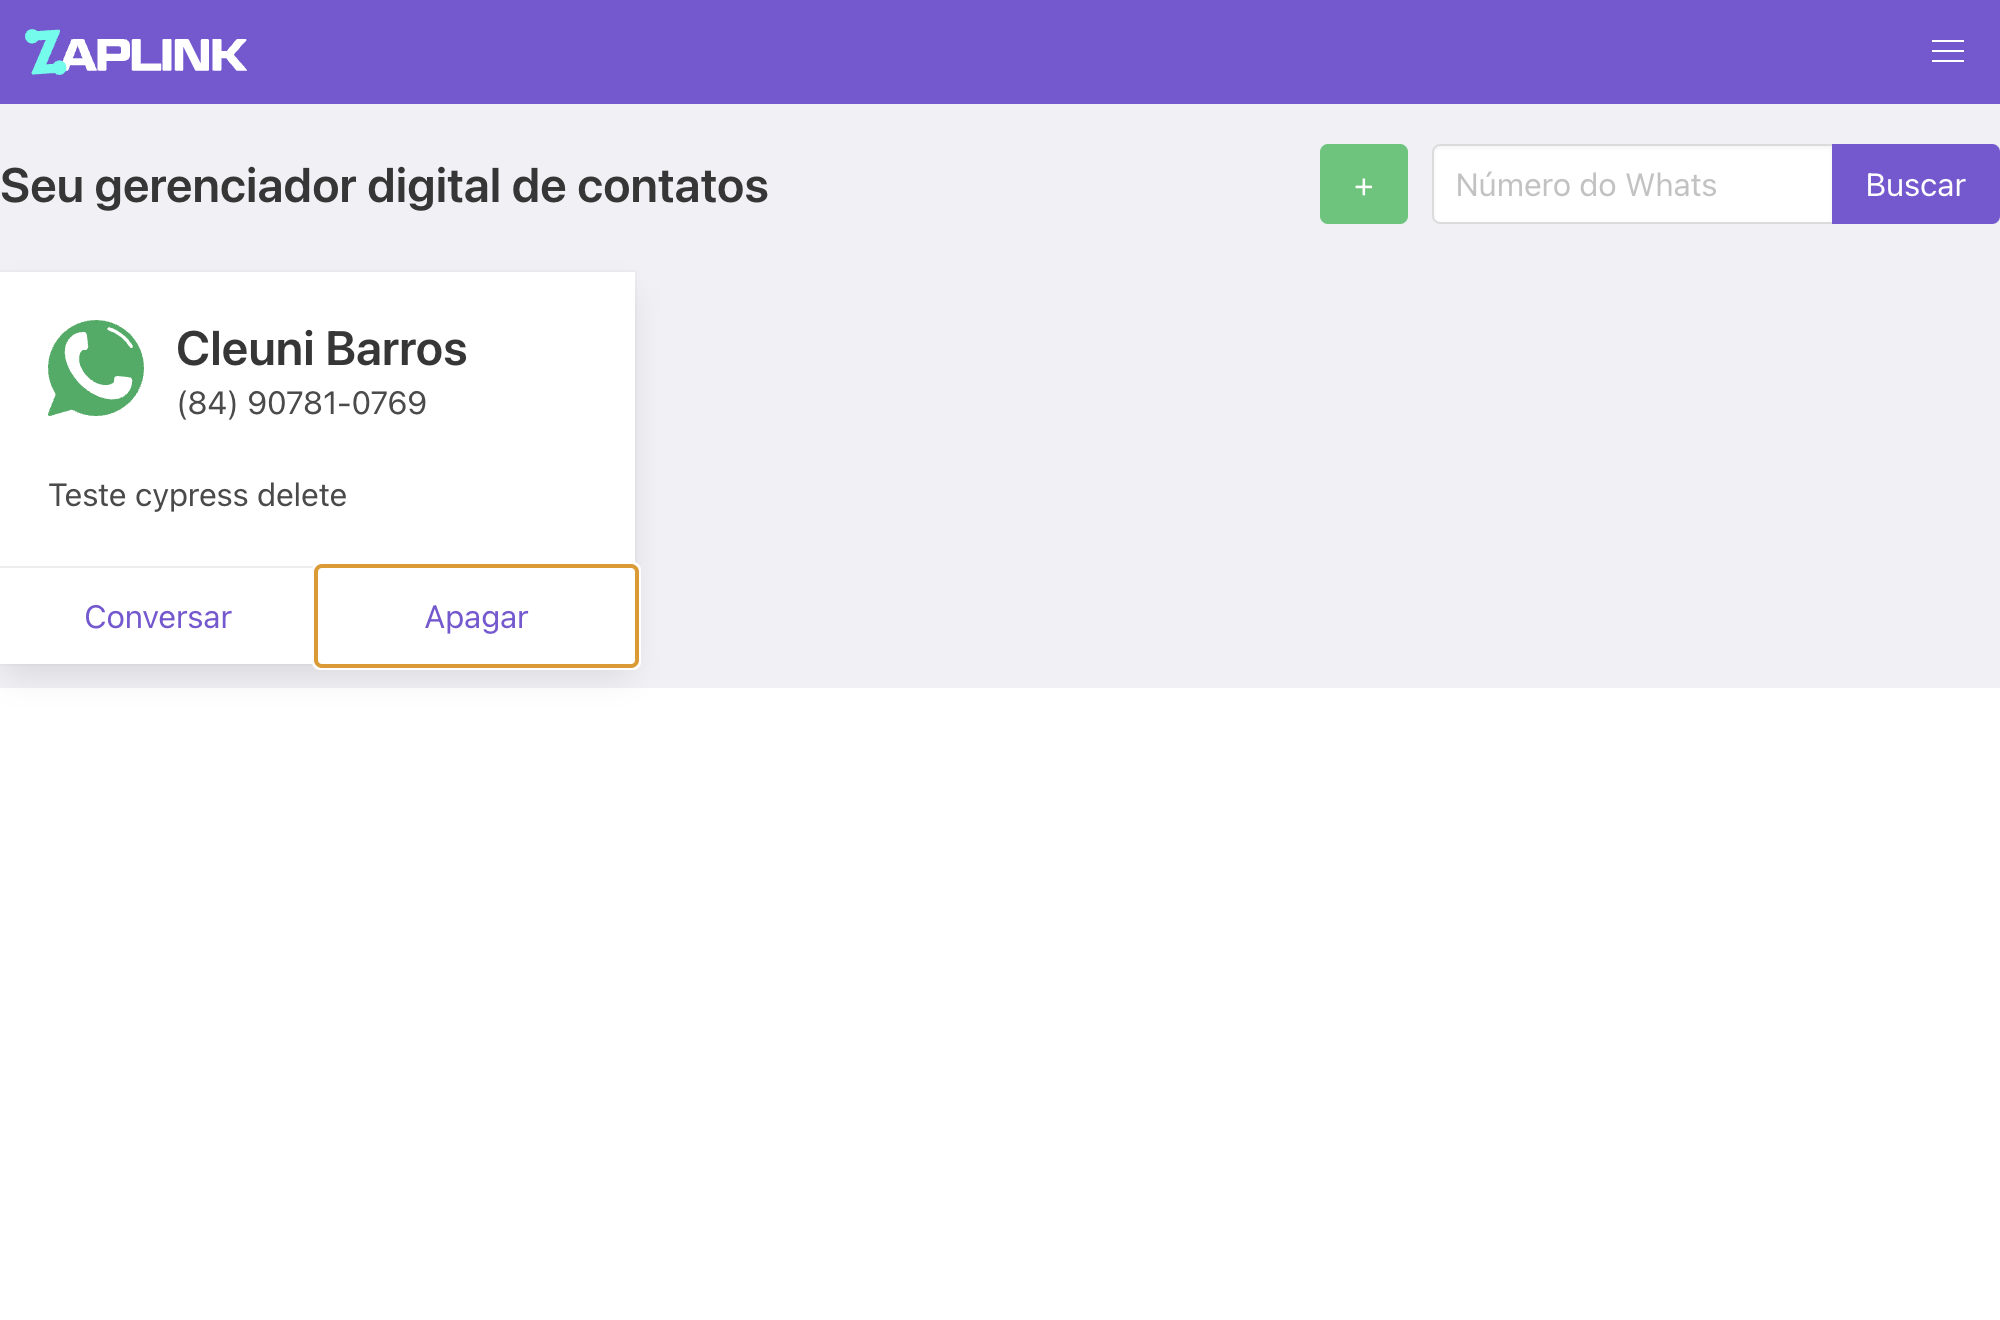 ZAPLINK
Seu gerenciador digital de contatos
+
Número do Whats
Buscar
Cleuni Barros
(84) 90781-0769
Teste cypress delete
Conversar
Apagar